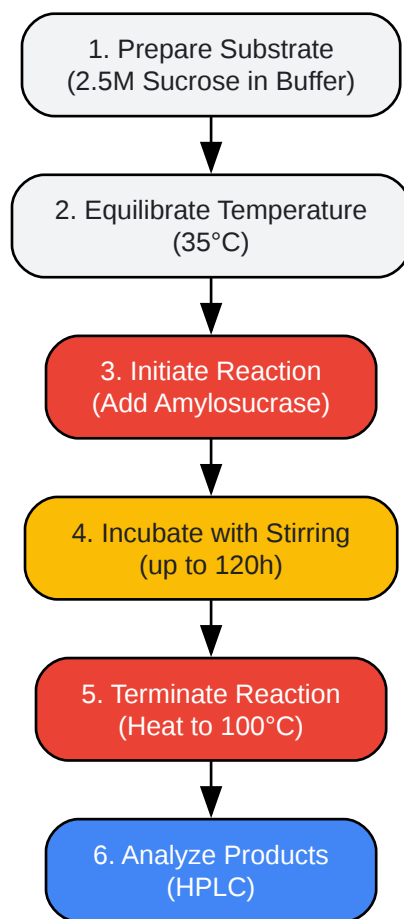 1. Prepare Substrate
(2.5M Sucrose in Buffer)
2. Equilibrate Temperature
(35°C)
3. Initiate Reaction
(Add Amylosucrase)
4. Incubate with Stirring
(up to 120h)
5. Terminate Reaction
(Heat to 100°C)
6. Analyze Products
(HPLC)